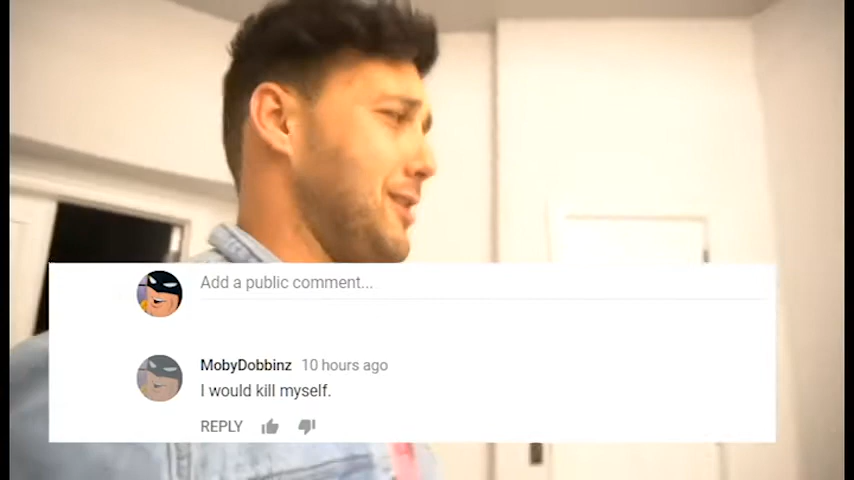 Add a public comment...
MobyDobbinz 10 hours ago
I would kill myself.
REPLY